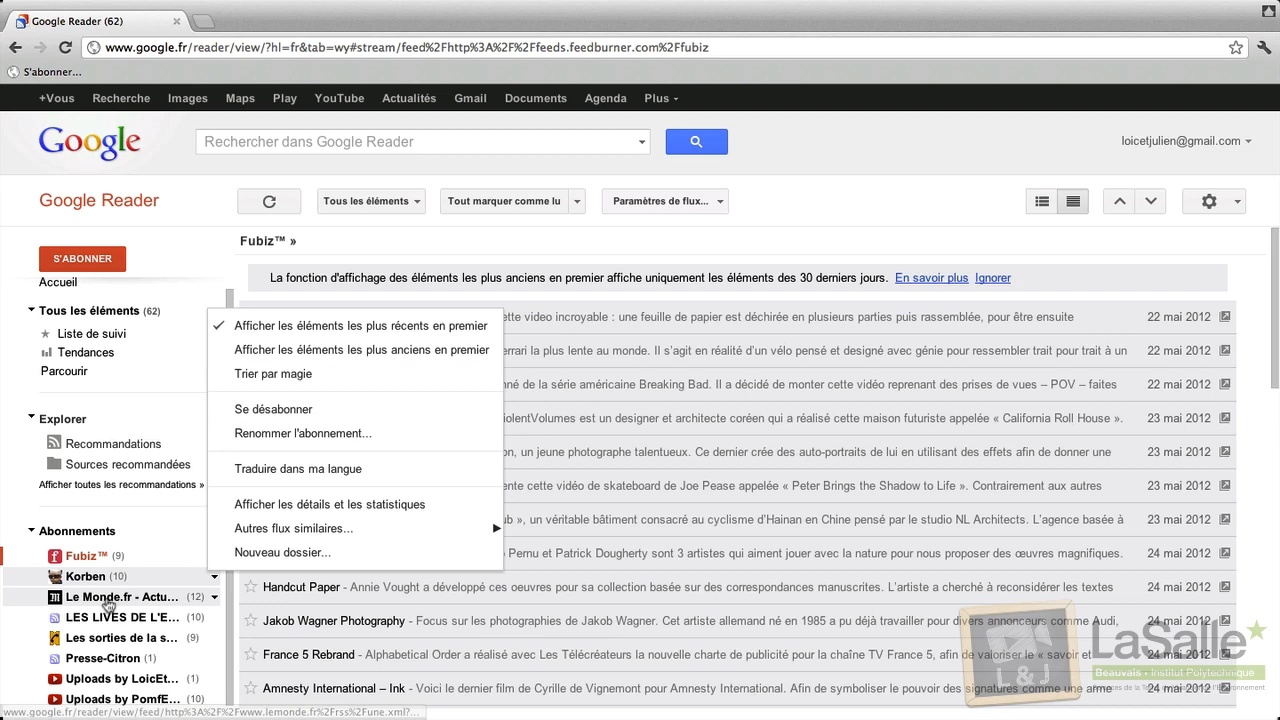 Google Reader (62)
www.google.fr/reader/view/?hl=fr&tab=wy#stream/feed%2Fhttp%3A%2F%2Ffeeds.feedburner.com%2Ffubiz
S'abonner...
+Vous Recherche Images Maps Play YouTube Actualités Gmail Documents Agenda Plus
Google
Rechercher dans Google Reader
loicetjulien@gmail.com
Google Reader
Tous les éléments
Tout marquer comme lu
Paramètres de flux...
S'ABONNER
Accueil
Tous les éléments (62)
Liste de suivi
Tendances
Parcourir
Explorer
Recommandations
Sources recommandées
Afficher toutes les recommandations »
Abonnements
Fubiz™ (9)
Korben (10)
Le Monde.fr - Actu... (12)
LES LIVES DE L'E... (10)
Les sorties de la s... (9)
Presse-Citron (1)
Uploads by LoicEt... (1)
Uploads by PomfE... (10)
www.google.fr/reader/view/feed/http%3A%2F%2Fwww.lemonde.fr%2Frss%2Fune.xml?...
Afficher les éléments les plus récents en premier
Afficher les éléments les plus anciens en premier
Trier par magie
Se désabonner
Renommer l'abonnement...
Traduire dans ma langue
Afficher les détails et les statistiques
Autres flux similaires...
Nouveau dossier...
Fubiz™ »
La fonction d'affichage des éléments les plus anciens en premier affiche uniquement les éléments des 30 derniers jours. En savoir plus Ignorer
cette video incroyable : une feuille de papier est déchirée en plusieurs parties puis rassemblée, pour être ensuite 22 mai 2012
errari la plus lente au monde. Il s'agit en réalité d'un vélo pensé et designé avec génie pour ressembler trait pour trait à un 22 mai 2012
nné de la série américaine Breaking Bad. Il a décidé de monter cette vidéo reprenant des prises de vues – POV – faites 22 mai 2012
iolentVolumes est un designer et architecte coréen qui a réalisé cette maison futuriste appelée « California Roll House ». 23 mai 2012
on, un jeune photographe talentueux. Ce dernier crée des auto-portraits de lui en utilisant des effets afin de donner une 23 mai 2012
ente cette vidéo de skateboard de Joe Pease appelée « Peter Brings the Shadow to Life ». Contrairement aux autres 23 mai 2012
ub », un véritable bâtiment consacré au cyclisme d'Hainan en Chine pensé par le studio NL Architects. L'agence basée à 23 mai 2012
Pernu et Patrick Dougherty sont 3 artistes qui aiment jouer avec la nature pour nous proposer des œuvres magnifiques. 24 mai 2012
Handcut Paper - Annie Vought a développé ces oeuvres pour sa collection basée sur des correspondances manuscrites. L'artiste a cherché à reconsidérer les textes 24 mai 2012
Jakob Wagner Photography - Focus sur les photographies de Jakob Wagner. Cet artiste allemand né en 1985 a pu déjà travailler pour divers annonceurs comme Audi, 24 mai 2012
France 5 Rebrand - Alphabetical Order a réalisé avec Les Télécréateurs la nouvelle charte de publicité pour la chaîne TV France 5, afin de valoriser le « savoir et 24 mai 2012
Amnesty International – Ink - Voici le dernier film de Cyrille de Vignemont pour Amnesty International. Afin de symboliser le pouvoir des signatures comme une arme 24 mai 2012
L & J
LaSalle
Beauvais • Institut Polytechnique